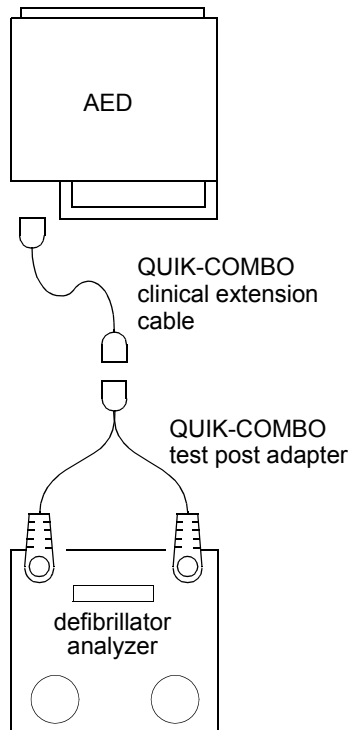 AED
QUIK-COMBO
clinical extension
cable
QUIK-COMBO
test post adapter
defibrillator
analyzer